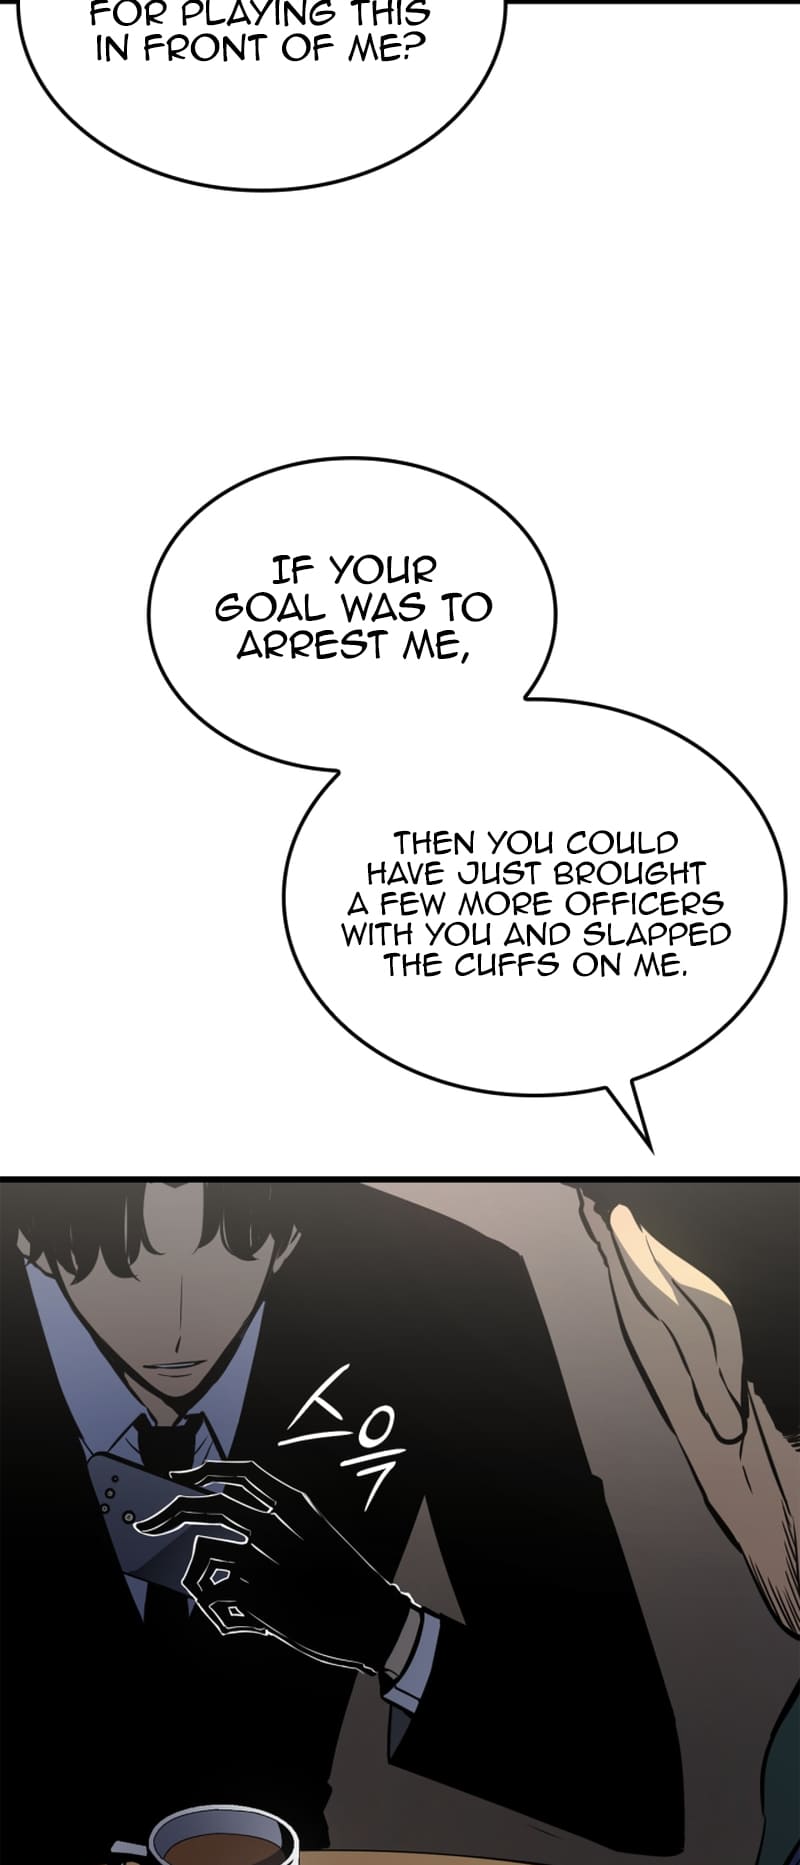 FOR PLAYING THIS
IN FRONT OF ME?
IF YOUR
GOAL WAS TO
ARREST ME,
THEN YOU COULD
HAVE JUST BROUGHT
A FEW MORE OFFICERS
WITH YOU AND SLAPPED
THE CUFFS ON ME.
스윽